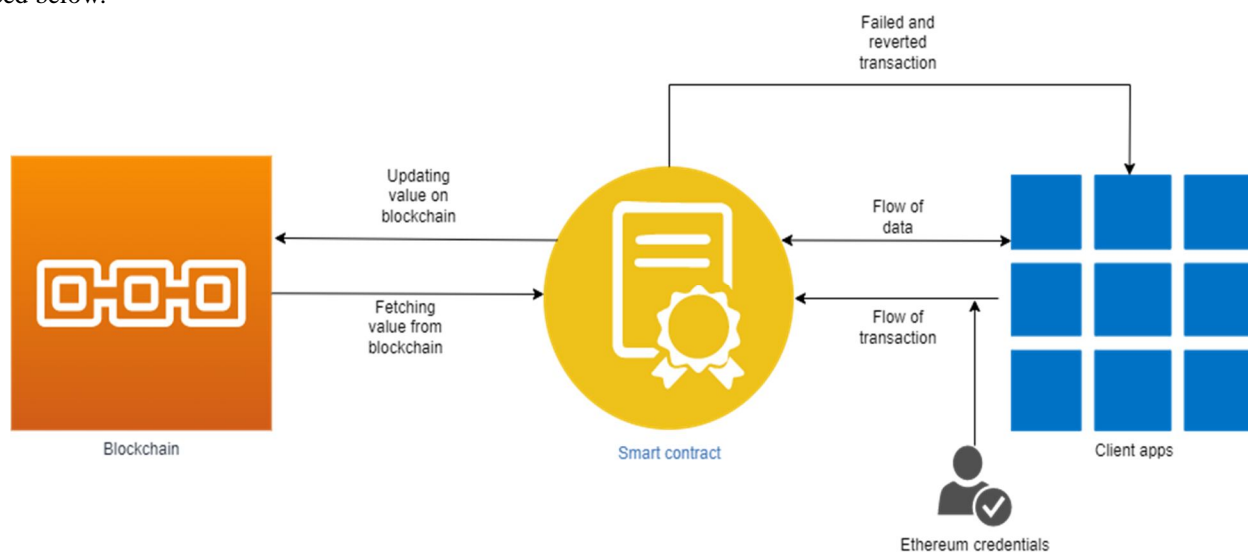 below.
Failed and
reverted
transaction
Updating
value on
blockchain
Flow of
data
Fetching
value from
blockchain
Flow of
transaction
Blockchain
Smart contract
Client apps
Ethereum credentials